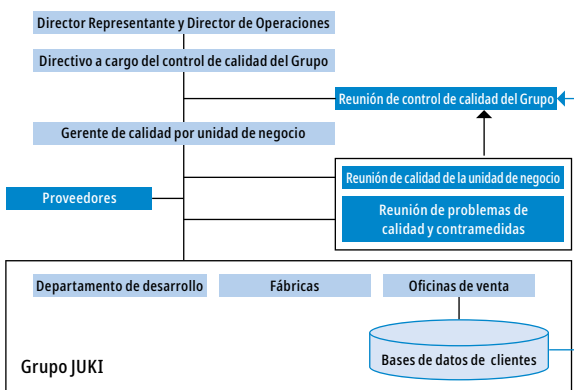 Director Representante y Director de Operaciones
Directivo a cargo del control de calidad del Grupo
Reunión de control de calidad del Grupo
Gerente de calidad por unidad de negocio
Reunión de calidad de la unidad de negocio
Proveedores
Reunión de problemas de
calidad y contramedidas
Departamento de desarrollo
Fábricas
Oficinas de venta
Bases de datos de clientes
Grupo JUKI